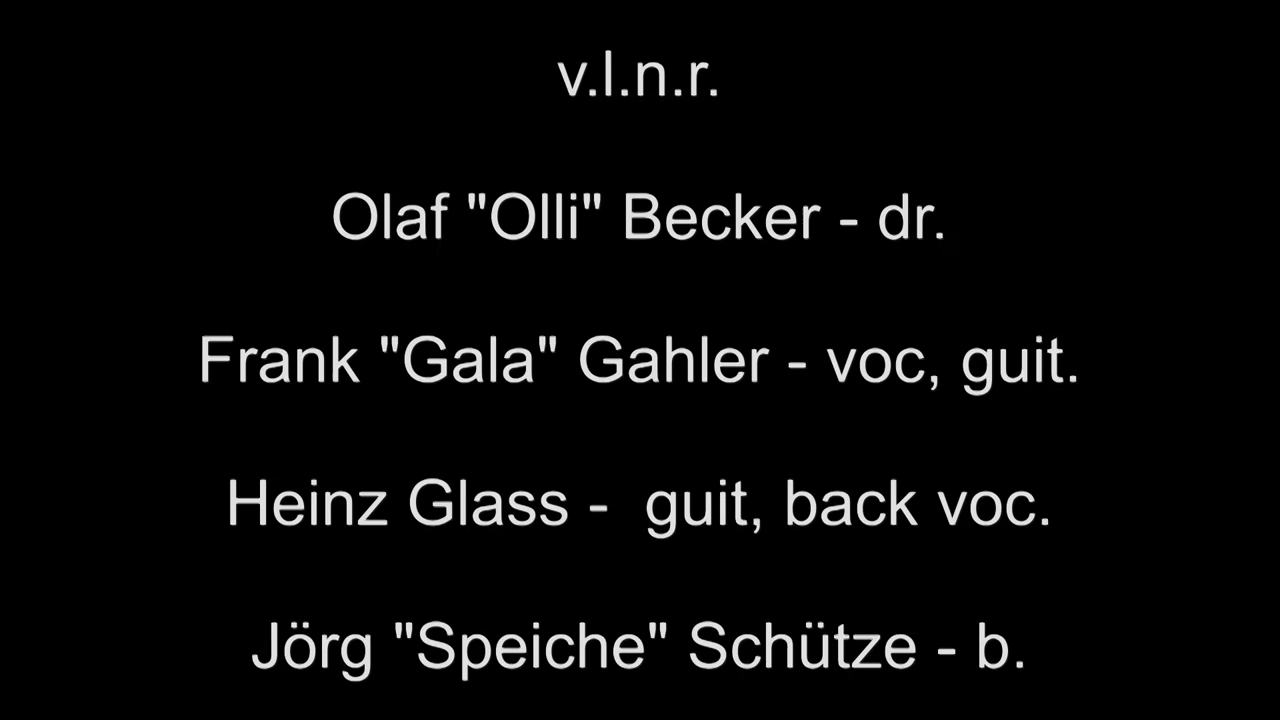 v.l.n.r.
Olaf "Olli" Becker - dr.
Frank "Gala" Gahler - voc, guit.
Heinz Glass -  guit, back voc.
Jörg "Speiche" Schütze - b.